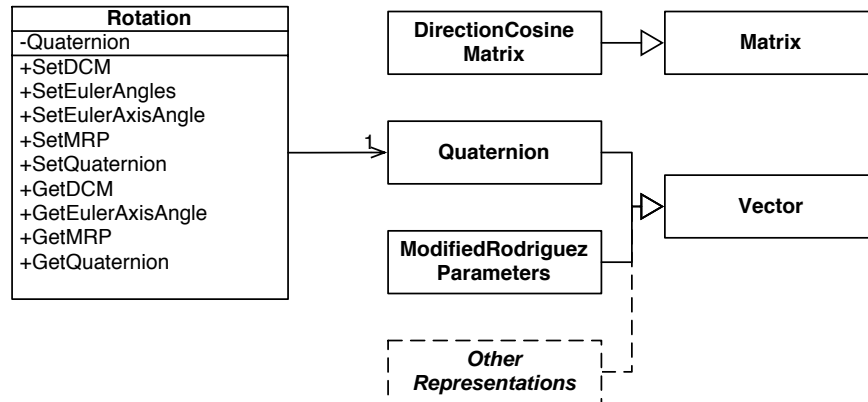 Rotation
-Quaternion
+SetDCM
+SetEulerAngles
+SetEulerAxisAngle
+SetMRP
+SetQuaternion
+GetDCM
+GetEulerAxisAngle
+GetMRP
+GetQuaternion
1
DirectionCosine
Matrix
Matrix
Quaternion
Vector
ModifiedRodriguez
Parameters
Other
Representations